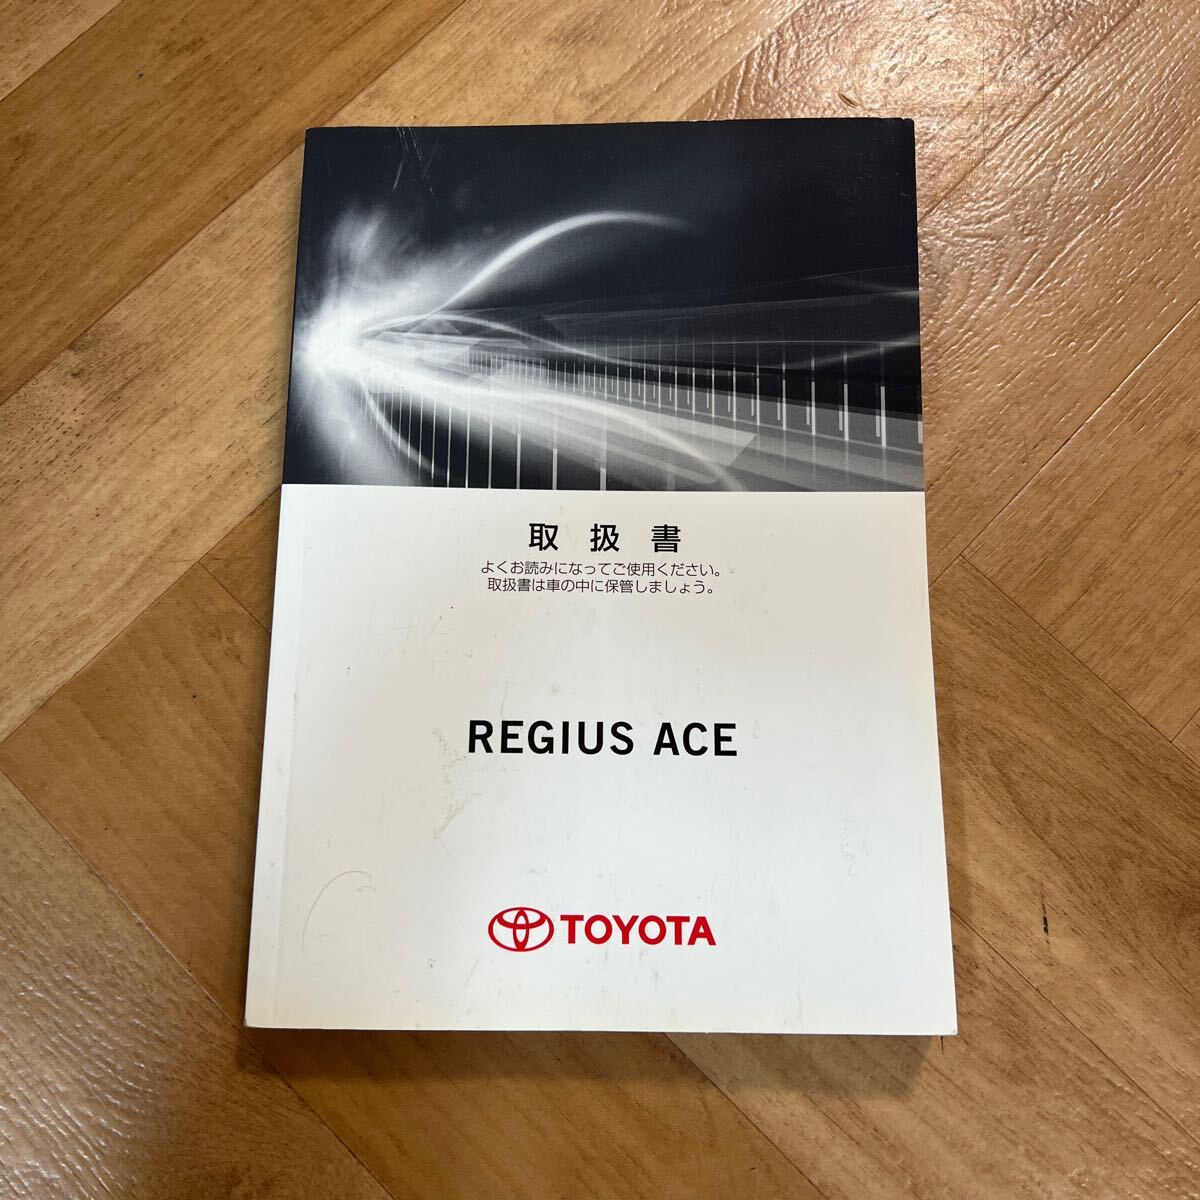 取扱書
よくお読みになってご使用ください。
取扱書は車の中に保管しましょう。
REGIUS ACE
TOYOTA